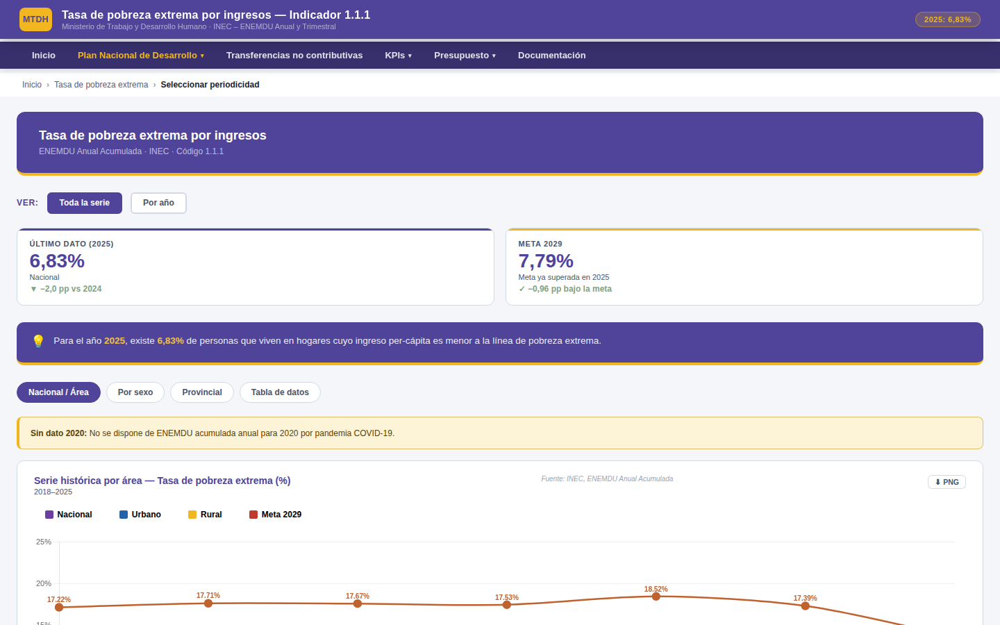 MTDH
Tasa de pobreza extrema por ingresos — Indicador 1.1.1
Ministerio de Trabajo y Desarrollo Humano · INEC – ENEMDU Anual y Trimestral
2025: 6,83%
Inicio
Plan Nacional de Desarrollo ▾
Transferencias no contributivas
KPIs ▾
Presupuesto ▾
Documentación
Inicio › Tasa de pobreza extrema › Seleccionar periodicidad
Tasa de pobreza extrema por ingresos
ENEMDU Anual Acumulada · INEC · Código 1.1.1
VER:
Toda la serie
Por año
ÚLTIMO DATO (2025)
6,83%
Nacional
▼ −2,0 pp vs 2024
META 2029
7,79%
Meta ya superada en 2025
✓ −0,96 pp bajo la meta
Para el año 2025, existe 6,83% de personas que viven en hogares cuyo ingreso per-cápita es menor a la línea de pobreza extrema.
Nacional / Área
Por sexo
Provincial
Tabla de datos
Sin dato 2020: No se dispone de ENEMDU acumulada anual para 2020 por pandemia COVID-19.
Serie histórica por área — Tasa de pobreza extrema (%)
2018–2025
Fuente: INEC, ENEMDU Anual Acumulada
⬇ PNG
Nacional
Urbano
Rural
Meta 2029
25%
20%
17.22%
17.71%
17.67%
17.53%
18.52%
17.39%
15%